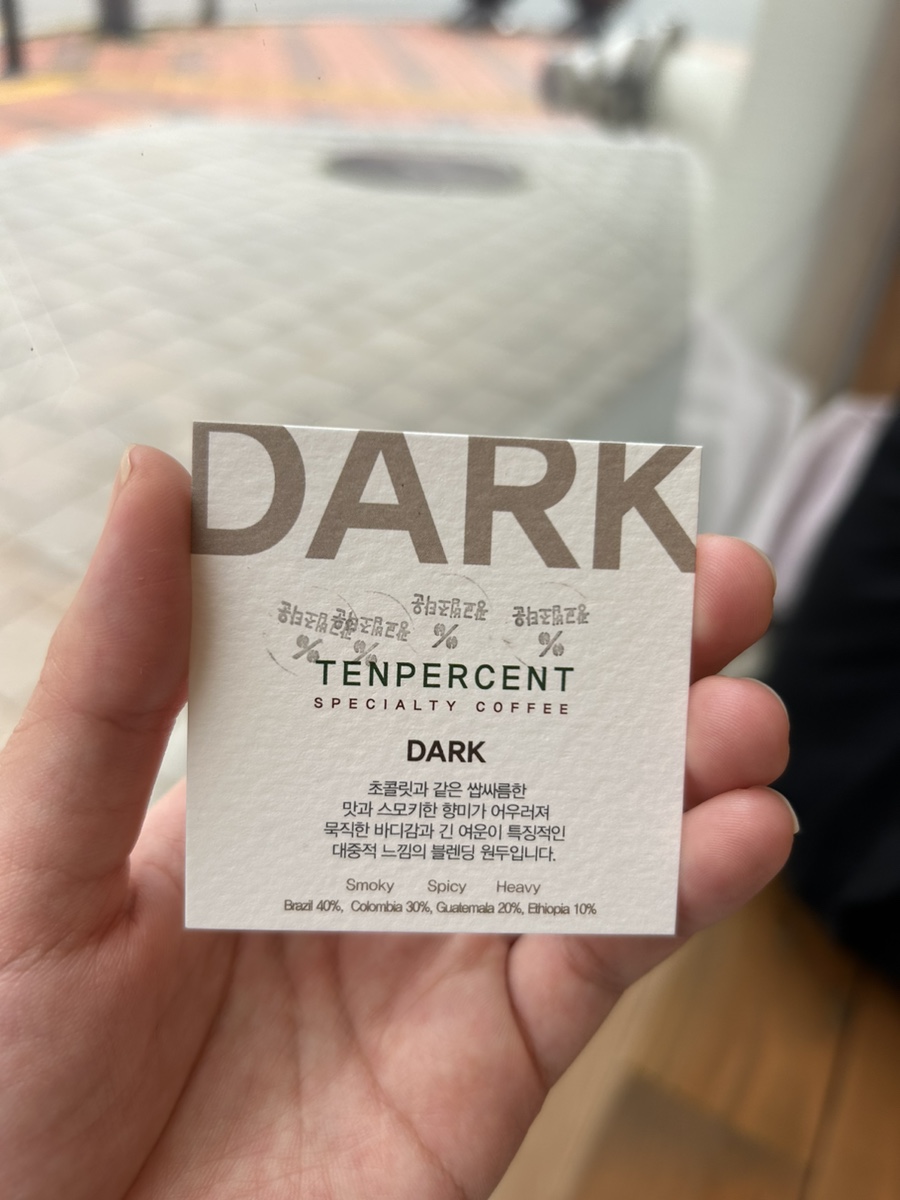 DARK
%
%
%
%
TENPERCENT
SPECIALTY COFFEE
DARK
초콜릿과 같은 쌉싸름한
맛과 스모키한 향미가 어우러져
묵직한 바디감과 긴 여운이 특징적인
대중적 느낌의 블렌딩 원두입니다.
Smoky Spicy Heavy
Brazil 40%, Colombia 30%, Guatemala 20%, Ethiopia 10%